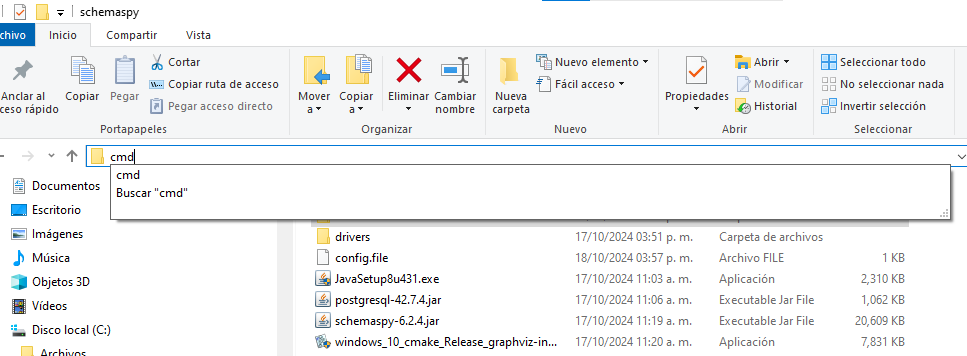 schemaspy
chivo
Inicio
Compartir
Vista
Anclar al
ceso rápido
Copiar
Pegar
Cortar
Copiar ruta de acceso
Pegar acceso directo
Portapapeles
Mover
a
Copiar
a
Eliminar
Cambiar
nombre
Organizar
Nueva
carpeta
Nuevo elemento
Fácil acceso
Nuevo
Propiedades
Abrir
Modificar
Historial
Abrir
Seleccionar todo
No seleccionar nada
Invertir selección
Seleccionar
cmd
cmd
Buscar "cmd"
Documentos
Escritorio
Imágenes
Música
Objetos 3D
Vídeos
Disco local (C:)
Archivos
drivers 17/10/2024 03:51 p. m. Carpeta de archivos
config.file 18/10/2024 03:57 p. m. Archivo FILE 1 KB
JavaSetup8u431.exe 17/10/2024 11:03 a. m. Aplicación 2,310 KB
postgresql-42.7.4.jar 17/10/2024 11:06 a. m. Executable Jar File 1,062 KB
schemaspy-6.2.4.jar 17/10/2024 11:19 a. m. Executable Jar File 20,609 KB
windows_10_cmake_Release_graphviz-in... 17/10/2024 11:20 a. m. Aplicación 7,831 KB